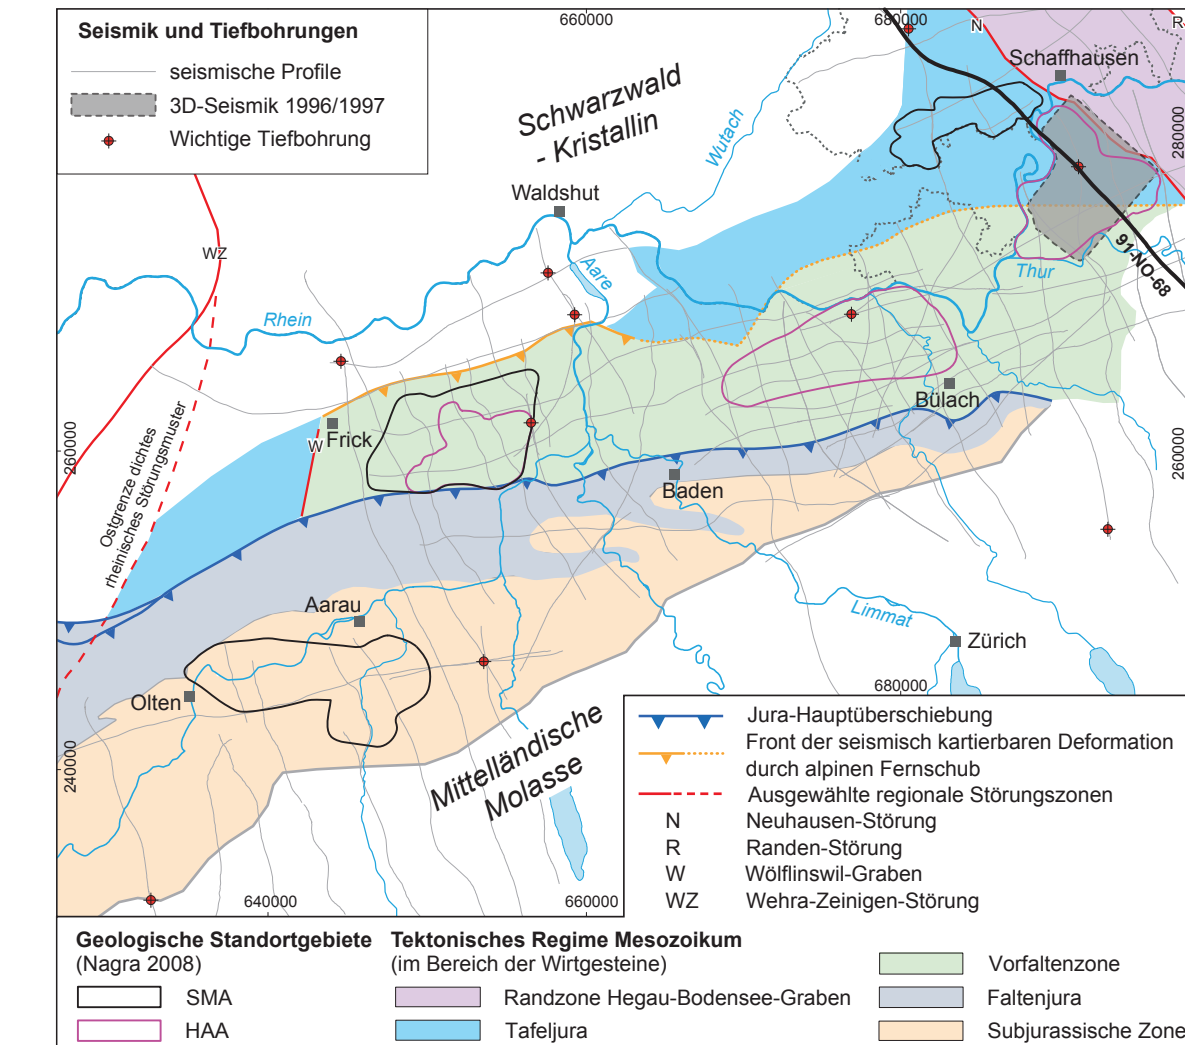 Seismik und Tiefbohrungen
seismische Profile
3D-Seismik 1996/1997
Wichtige Tiefbohrung
660000
680000
N
R
Schaffhausen
280000
Schwarzwald
- Kristallin
Wutach
Waldshut
WZ
Aare
Thur
91-NO-68
Rhein
Bülach
W
Frick
260000
260000
Ostgrenze dichtes
rheinisches Störungsmuster
Baden
Aarau
Limmat
Zürich
Olten
680000
240000
Mittelländische
Molasse
640000
660000
Jura-Hauptüberschiebung
Front der seismisch kartierbaren Deformation
durch alpinen Fernschub
Ausgewählte regionale Störungszonen
N Neuhausen-Störung
R Randen-Störung
W Wölflinswil-Graben
WZ Wehra-Zeinigen-Störung
Geologische Standortgebiete
(Nagra 2008)
SMA
HAA
Tektonisches Regime Mesozoikum
(im Bereich der Wirtgesteine)
Randzone Hegau-Bodensee-Graben
Tafeljura
Vorfaltenzone
Faltenjura
Subjurassische Zone